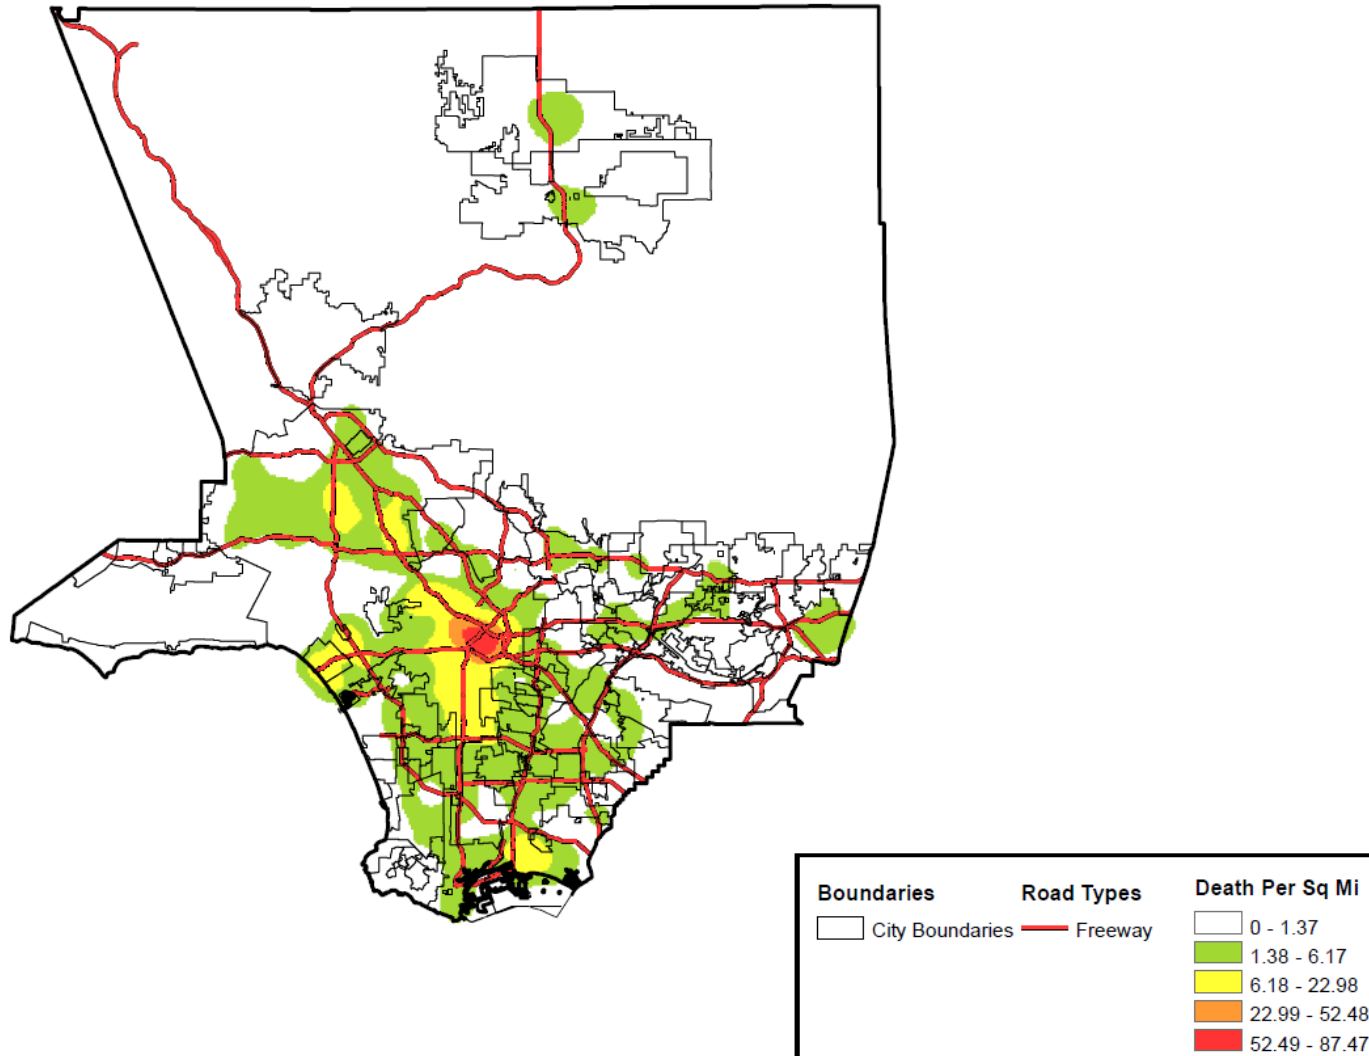 Boundaries
City Boundaries
Road Types
Freeway
Death Per Sq Mi
0 - 1.37
1.38 - 6.17
6.18 - 22.98
22.99 - 52.48
52.49 - 87.47